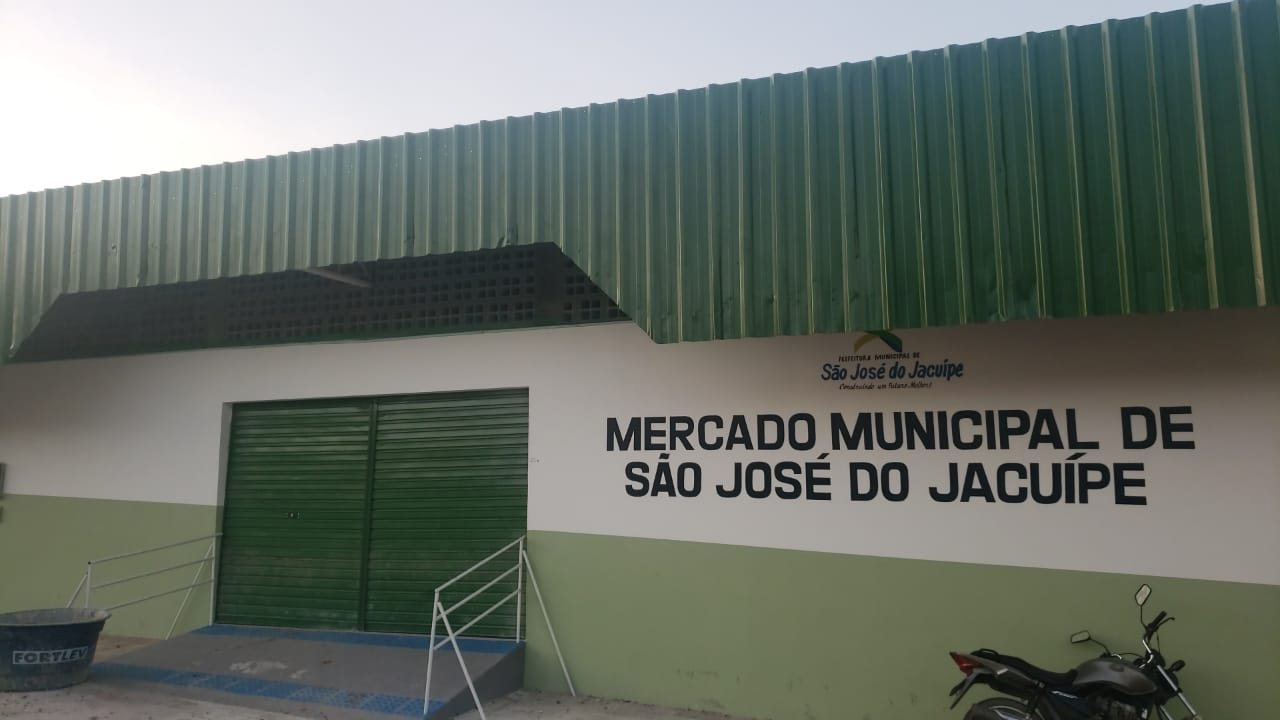 PREFEITURA MUNICIPAL DE
São José do Jacuípe
Construindo um Futuro Melhor!
MERCADO MUNICIPAL DE
SÃO JOSÉ DO JACUÍPE
FORTLEV